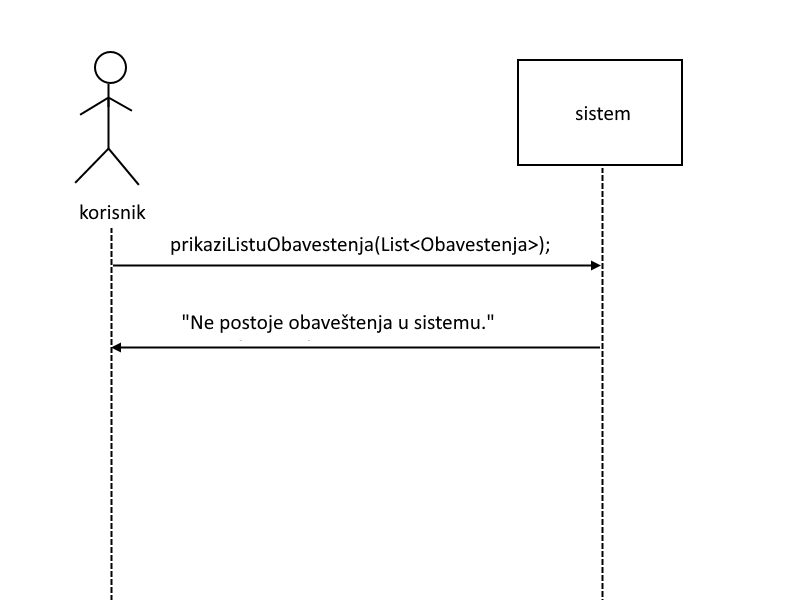 sistem
korisnik
prikaziListuObavestenja(List<Obavestenja>);
"Ne postoje obaveštenja u sistemu."